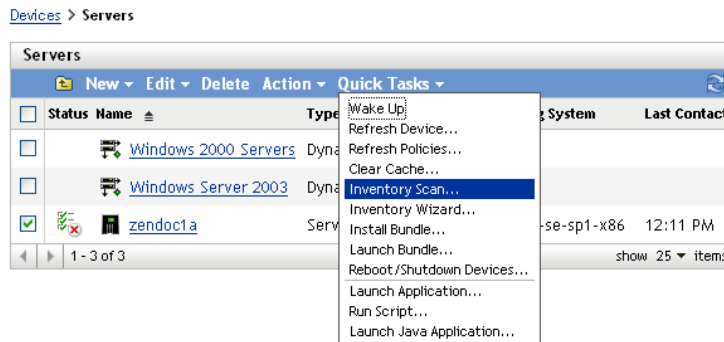 Devices > Servers
Servers
New Edit Delete Action Quick Tasks
Status Name Type g System Last Contact
Windows 2000 Servers Dyna
Windows Server 2003 Dyna
zendoc1a Serv -se-sp1-x86 12:11 PM
1 - 3 of 3 show 25 items
Wake Up
Refresh Device...
Refresh Policies...
Clear Cache...
Inventory Scan...
Inventory Wizard...
Install Bundle...
Launch Bundle...
Reboot/Shutdown Devices...
Launch Application...
Run Script...
Launch Java Application...